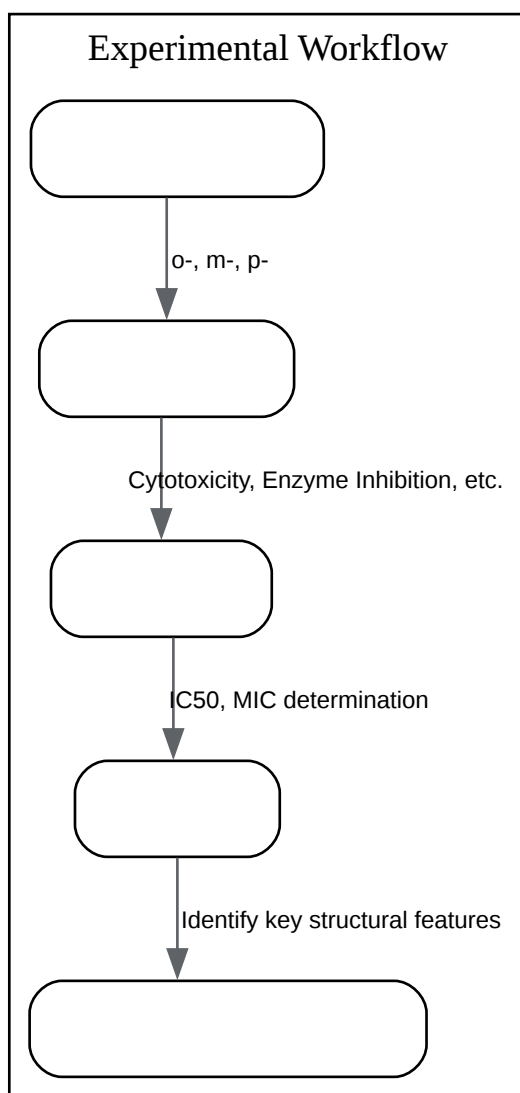 Experimental Workflow
o-, m-, p-
Cytotoxicity, Enzyme Inhibition, etc.
IC50, MIC determination
Identify key structural features